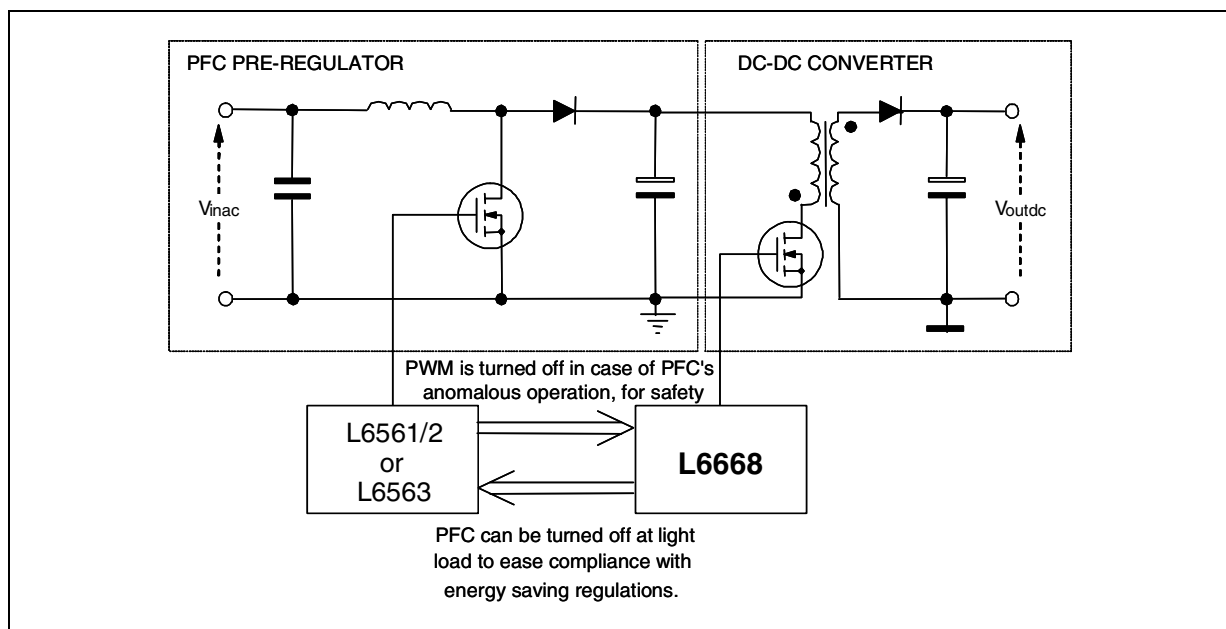 PFC PRE-REGULATOR
DC-DC CONVERTER
Vinac
Voutdc
PWM is turned off in case of PFC's
anomalous operation, for safety
L6561/2
or
L6563
L6668
PFC can be turned off at light
load to ease compliance with
energy saving regulations.